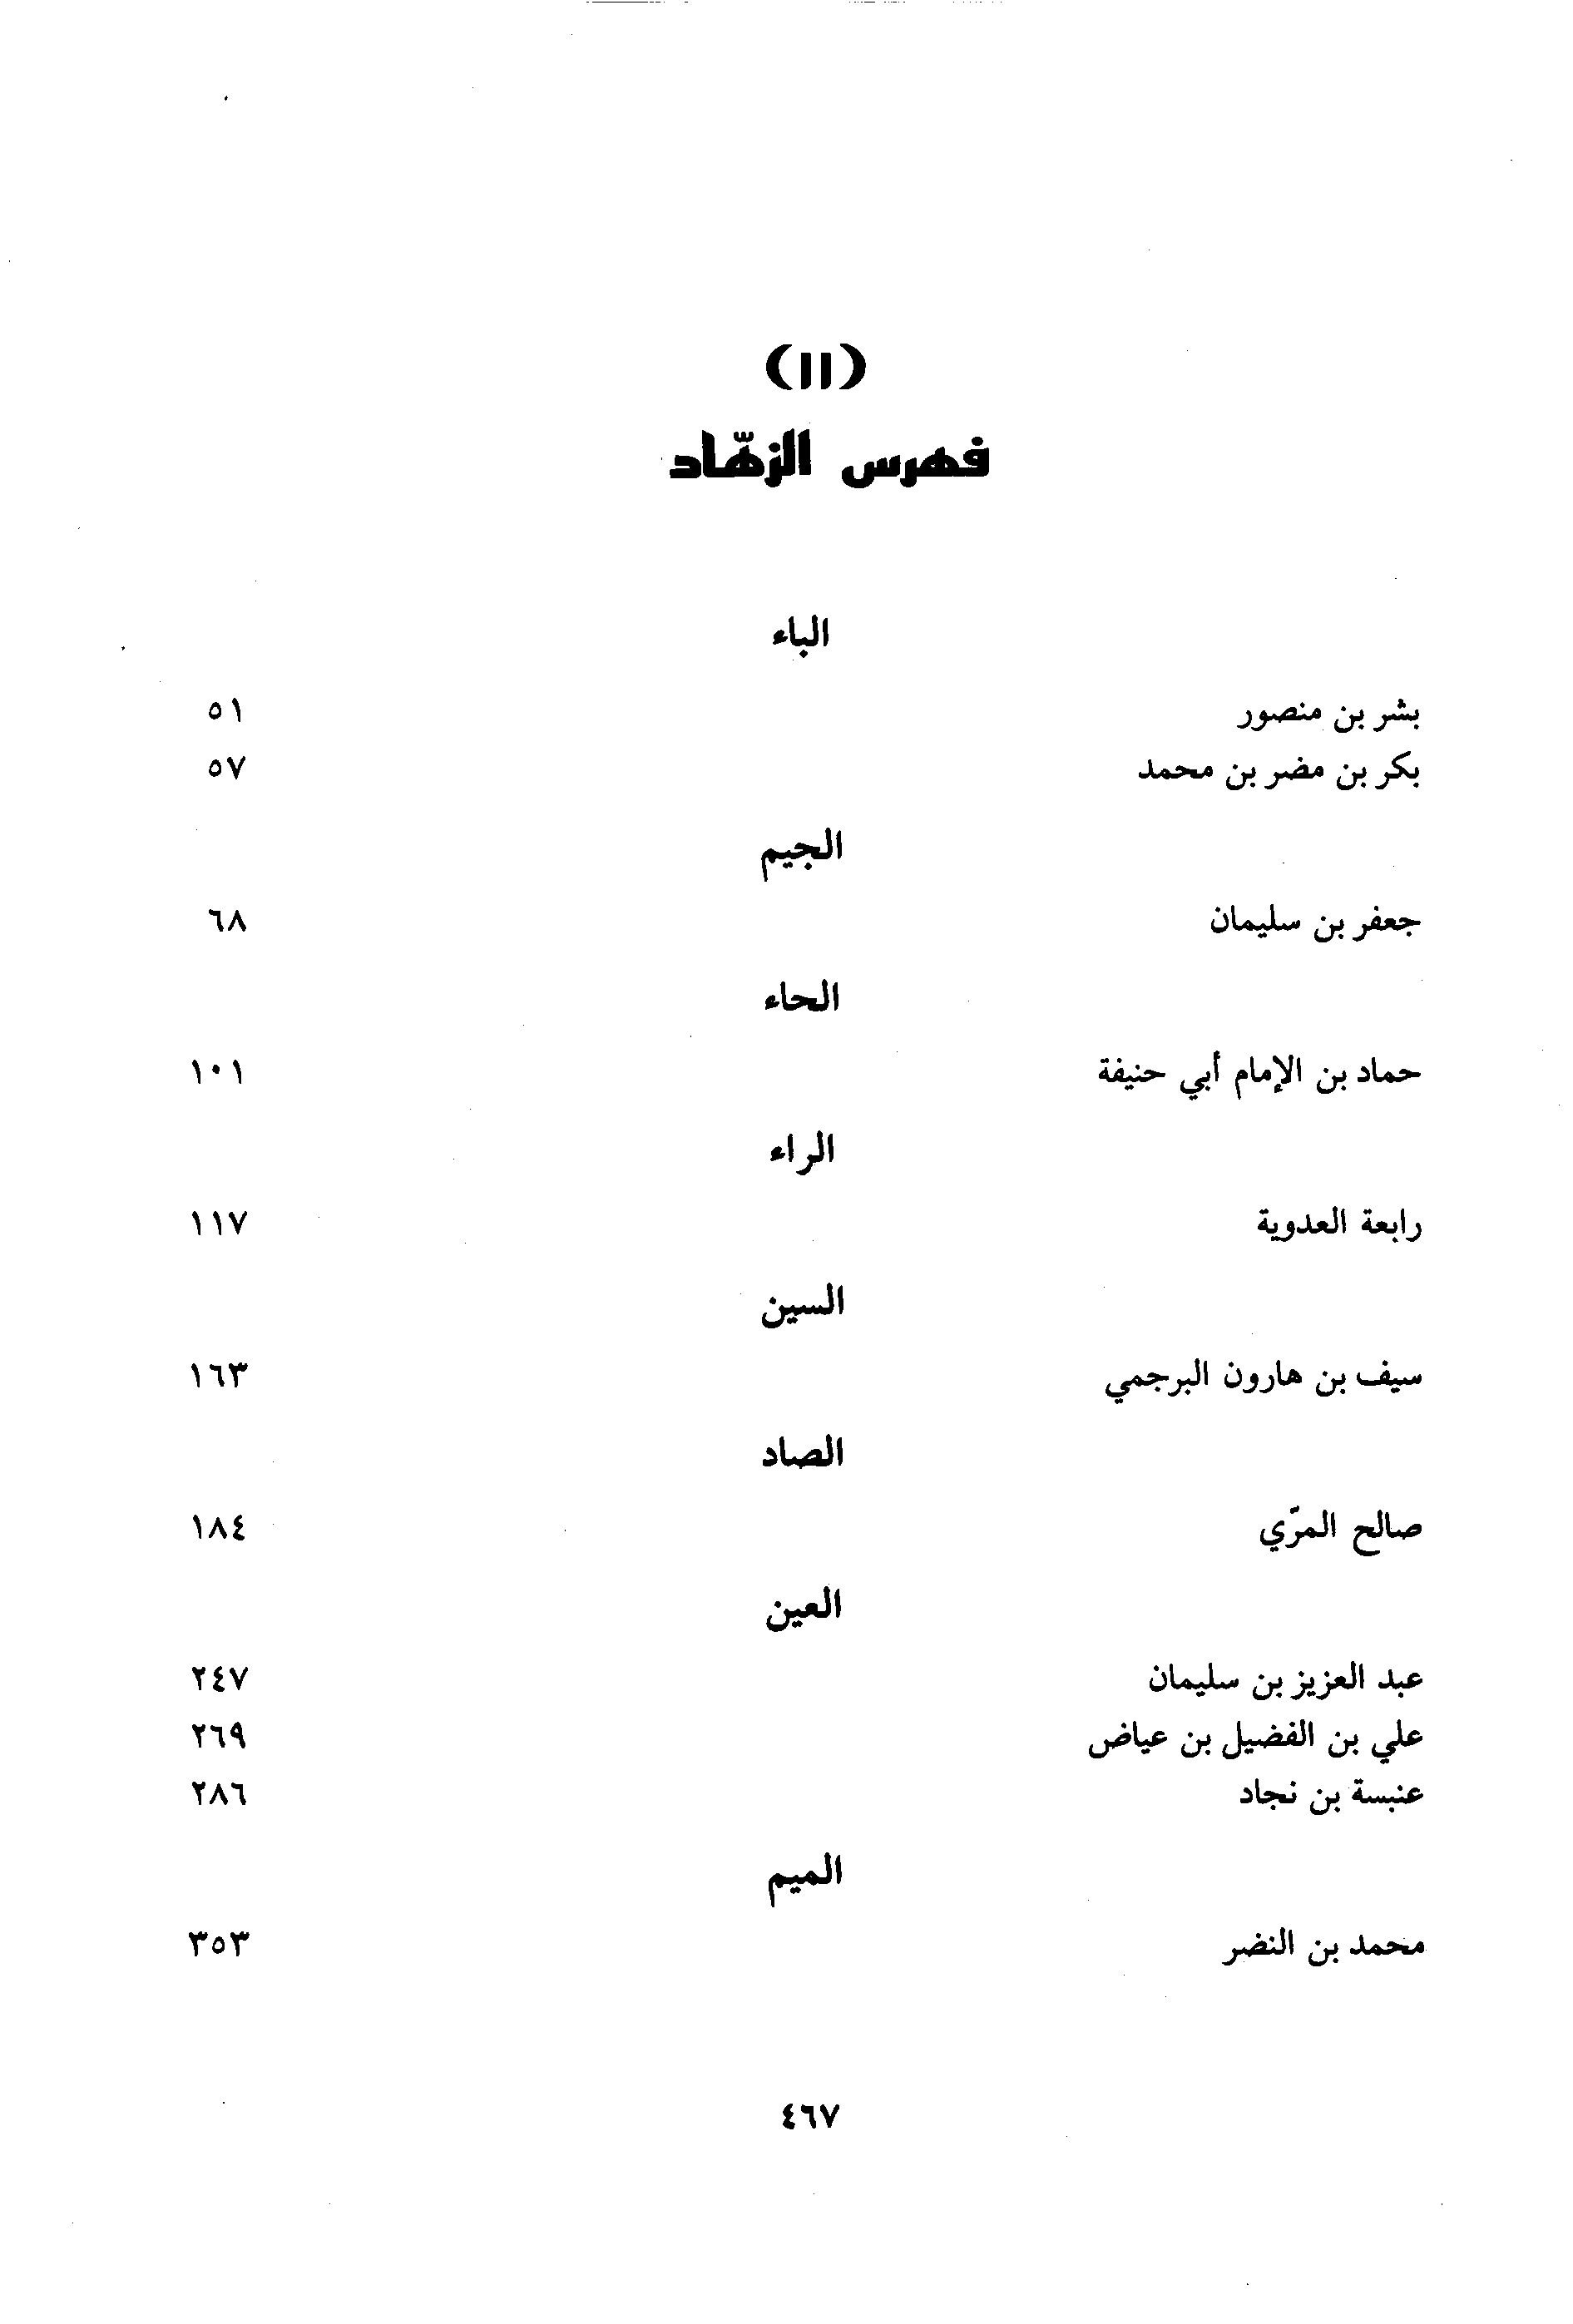 (١١)
فهرس الزهّاد
الباء
بشر بن منصور ٥١
بكر بن مضر بن محمد ٥٧
الجيم
جعفر بن سليمان ٦٨
الحاء
حماد بن الإمام أبي حنيفة ١٠١
الراء
رابعة العدوية ١١٧
السين
سيف بن هارون البرجمي ١٦٣
الصاد
صالح المرّي ١٨٤
العين
عبد العزيز بن سليمان ٢٤٧
علي بن الفضيل بن عياض ٢٦٩
عنبسة بن نجاد ٢٨٦
الميم
محمد بن النضر ٣٥٣
٤٦٧